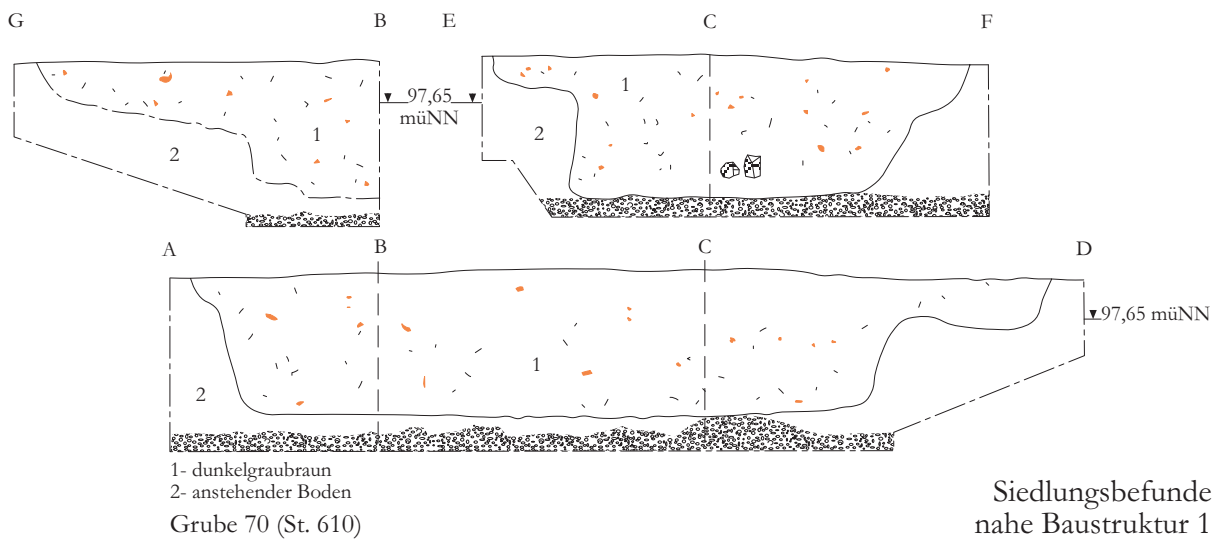 G B E C F
1
97,65
müNN
1
2
2
A B C D
97,65 müNN
1
2
1- dunkelgraubraun
2- anstehender Boden
Grube 70 (St. 610)
Siedlungsbefunde
nahe Baustruktur 1